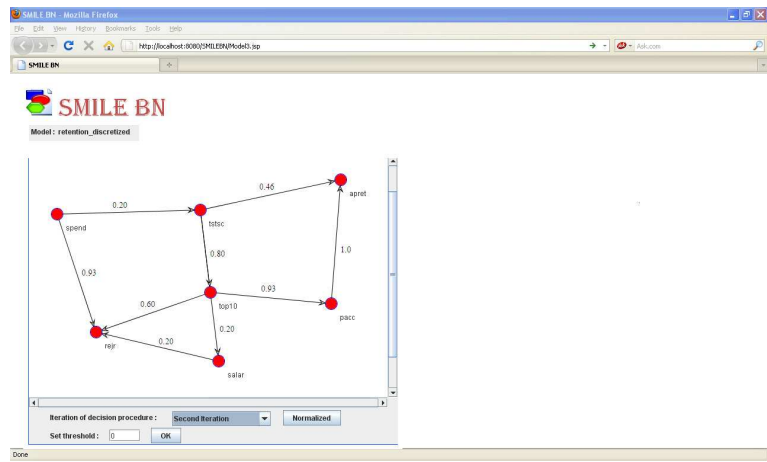 SMILE BN - Mozilla Firefox
File Edit View History Bookmarks Tools Help
http://localhost:8080/SMILEBN/Model3.jsp
Ask.com
SMILE BN
SMILE BN
Model : retention_discretized
0.46
apret
0.20
spend
tstsc
0.80
1.0
0.93
0.93
0.60
top10
pacc
0.20
rejr
0.20
salar
Iteration of decision procedure :
Second Iteration
Normalized
Set threshold :
0
OK
Done